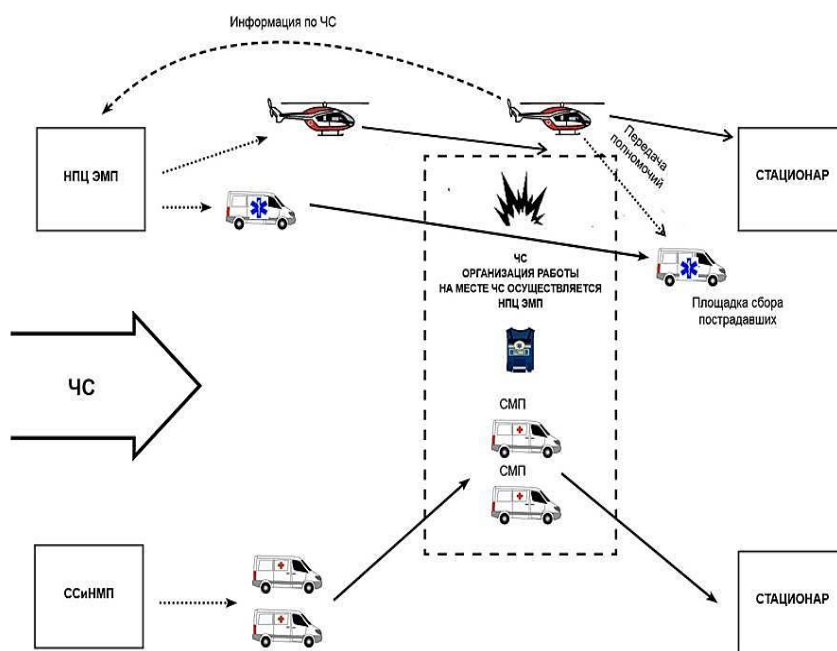 Информация по ЧС
НПЦ ЭМП
Передача
полномочий
СТАЦИОНАР
ЧС
ОРГАНИЗАЦИЯ РАБОТЫ
НА МЕСТЕ ЧС ОСУЩЕСТВЛЯЕТСЯ
НПЦ ЭМП
Площадка сбора
пострадавших
ЧС
СМП
СМП
ССиНМП
СТАЦИОНАР